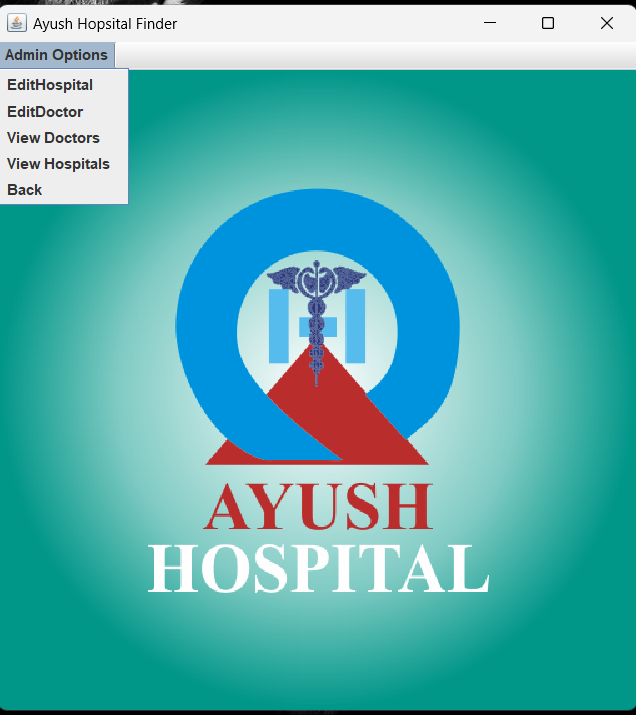 Ayush Hopsital Finder
Admin Options
EditHospital
EditDoctor
View Doctors
View Hospitals
Back
H
AYUSH
HOSPITAL